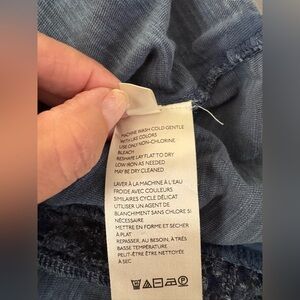 MACHINE WASH COLD-GENTLE
WITH LIKE COLORS
USE ONLY NON-CHLORINE
BLEACH
RESHAPE LAY FLAT TO DRY
LOW IRON AS NEEDED
MAY BE DRY CLEANED
LAVER À LA MACHINE À L'EAU
FROIDE AVEC COULEURS
SIMILAIRES CYCLE DÉLICAT
UTILISER UN AGENT DE
BLANCHIMENT SANS CHLORE SI
NÉCESSAIRE
METTRE EN FORME ET SÉCHER
À PLAT
REPASSER, AU BESOIN, À TRÈS
BASSE TEMPÉRATURE
PEUT-ÊTRE ÊTRE NETTOYÉE
À SEC